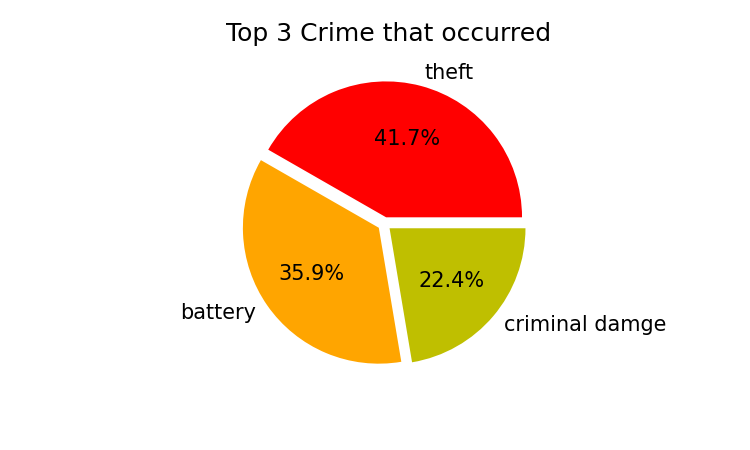 Top 3 Crime that occurred
theft
41.7%
35.9%
22.4%
battery
criminal damge